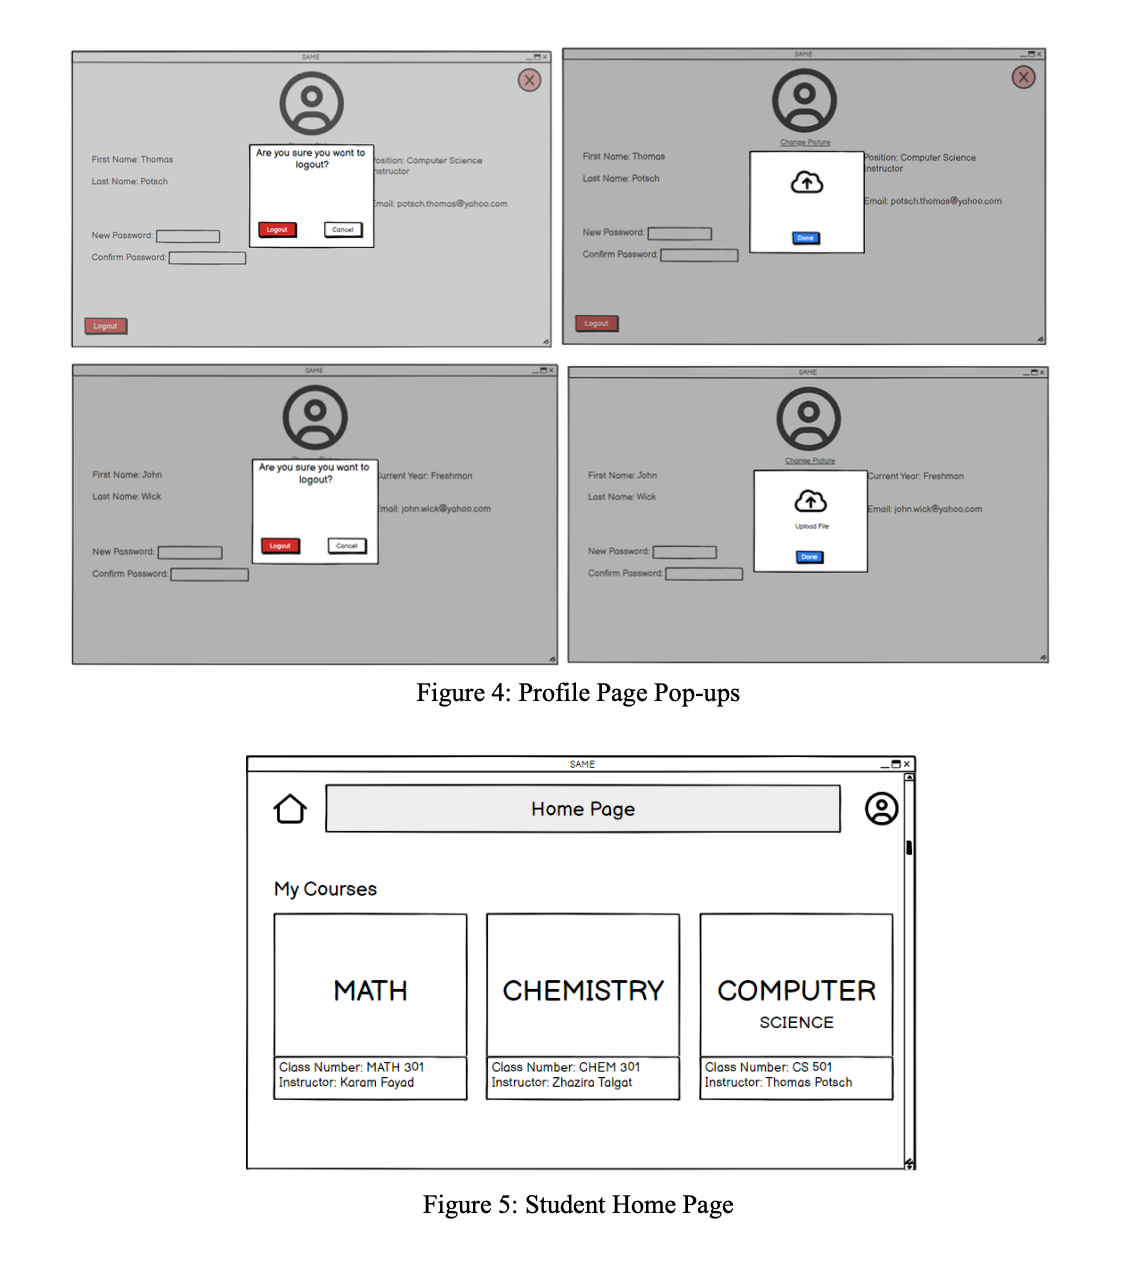 SAME
Are you sure you want to
logout?
First Name: Thomas
Position: Computer Science
Instructor
Last Name: Potsch
Email: potsch.thomas@yahoo.com
New Password:
Logout
Cancel
Confirm Password:
Logout
SAME
X
Change Picture
First Name: Thomas
Position: Computer Science
Instructor
Last Name: Potsch
Email: potsch.thomas@yahoo.com
New Password:
Done
Confirm Password:
Logout
SAME
Are you sure you want to
logout?
First Name: John
Current Year: Freshman
Last Name: Wick
Email: john.wick@yahoo.com
New Password:
Logout
Cancel
Confirm Password:
SAME
Change Picture
First Name: John
Current Year: Freshman
Last Name: Wick
Email: john.wick@yahoo.com
Upload File
New Password:
Done
Confirm Password:
Figure 4: Profile Page Pop-ups
SAME
Home Page
My Courses
MATH
Class Number: MATH 301
Instructor: Karam Fayad
CHEMISTRY
Class Number: CHEM 301
Instructor: Zhazira Talgat
COMPUTER
SCIENCE
Class Number: CS 501
Instructor: Thomas Potsch
Figure 5: Student Home Page